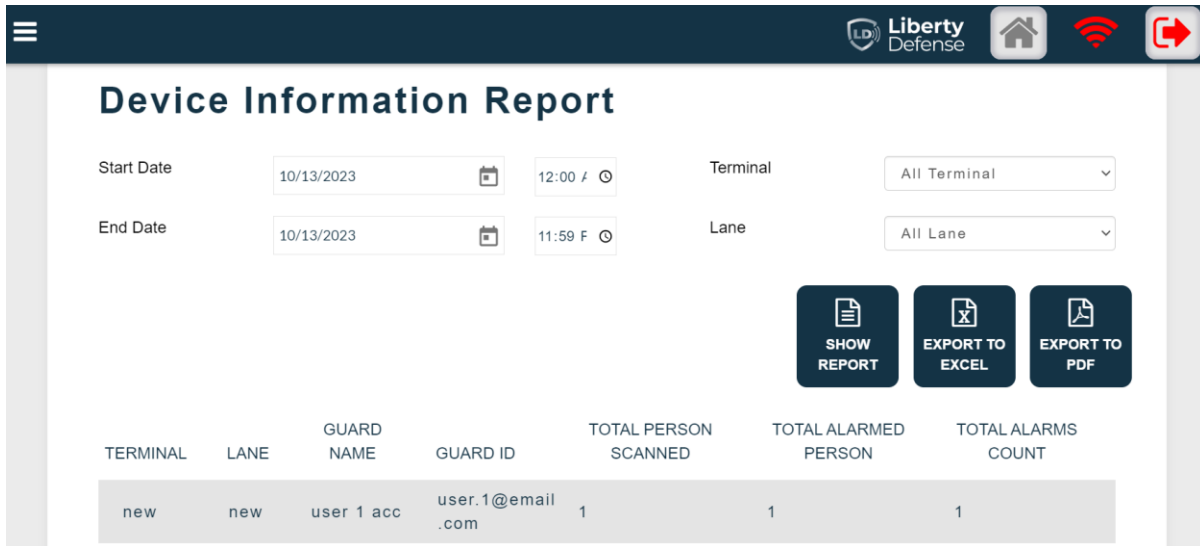 LD Liberty
Defense
Device Information Report
Start Date 10/13/2023 12:00 A Terminal All Terminal
End Date 10/13/2023 11:59 F Lane All Lane
SHOW
REPORT
EXPORT TO
EXCEL
EXPORT TO
PDF
TERMINAL LANE GUARD NAME GUARD ID TOTAL PERSON SCANNED TOTAL ALARMED PERSON TOTAL ALARMS COUNT
new new user 1 acc user.1@email
.com 1 1 1